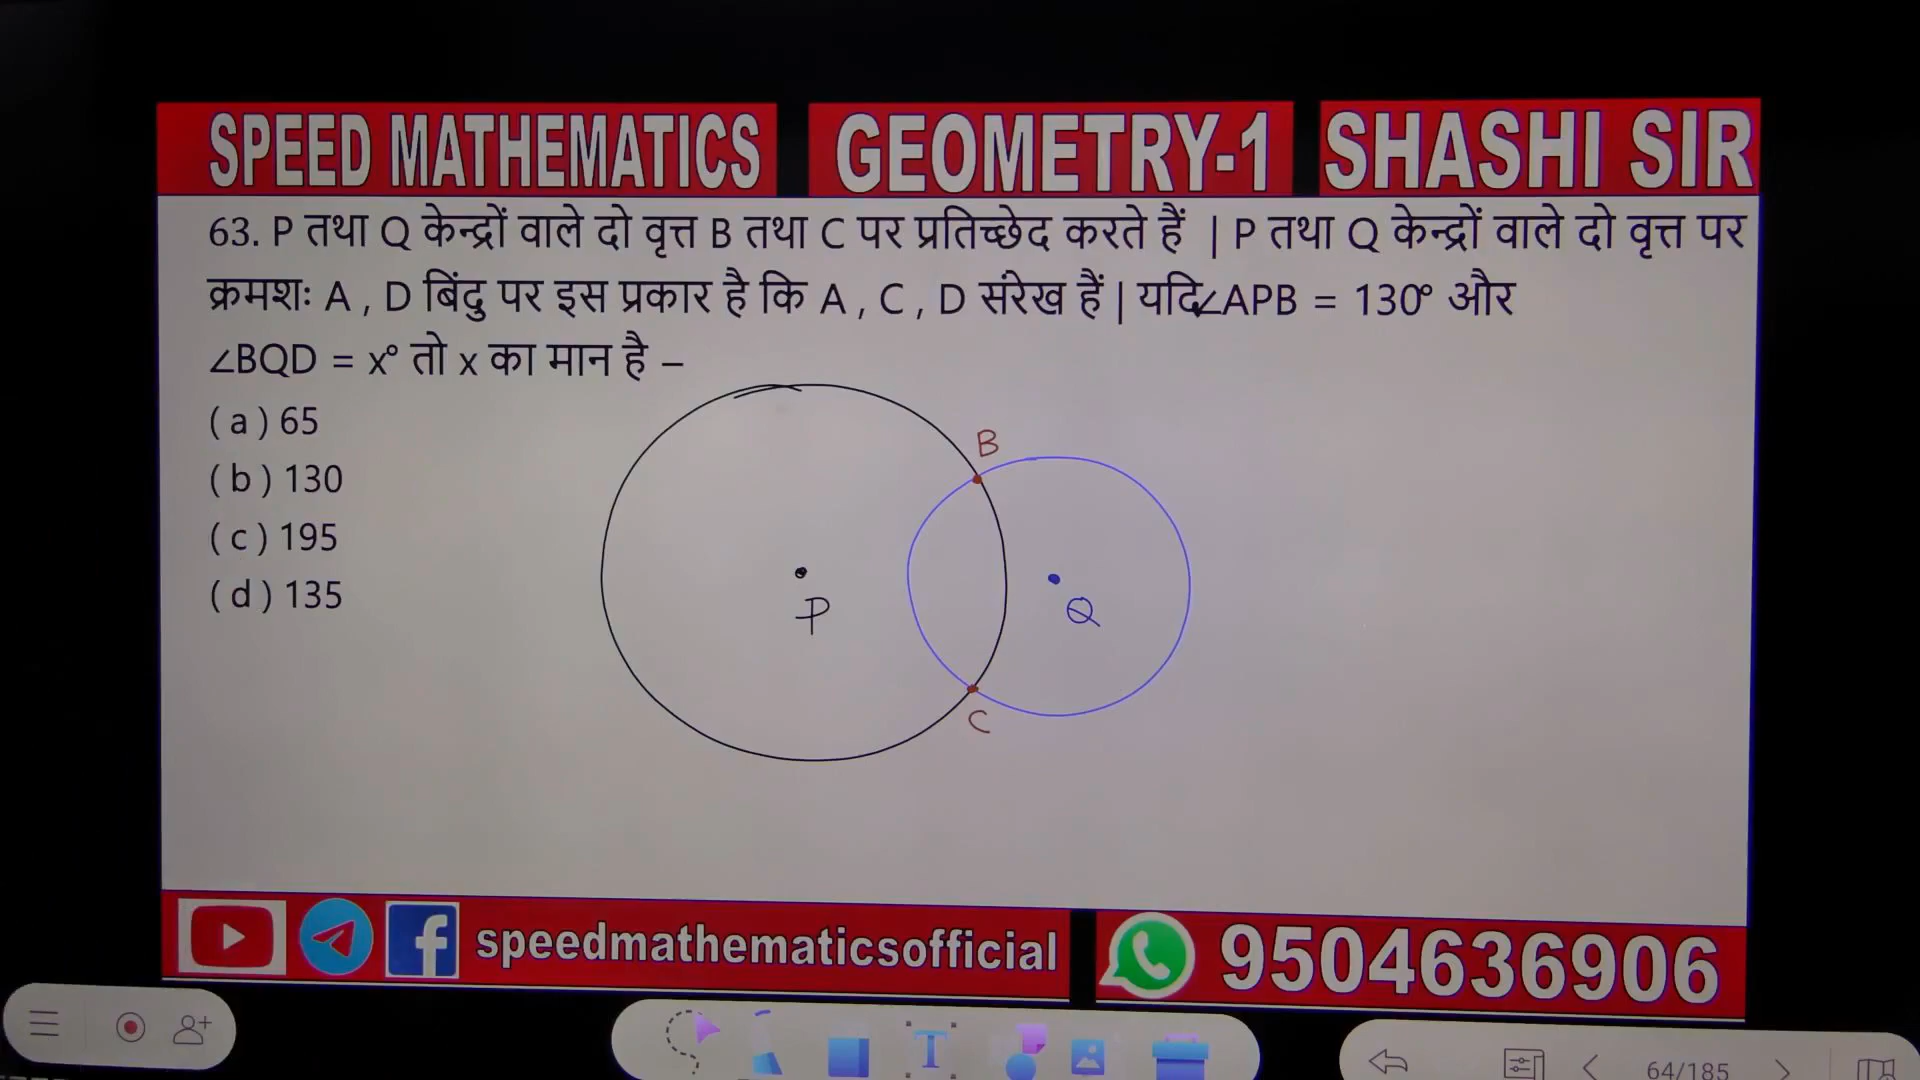 SPEED MATHEMATICS GEOMETRY-1 SHASHI SIR
63. P तथा Q केन्द्रों वाले दो वृत्त B तथा C पर प्रतिच्छेद करते हैं | P तथा Q केन्द्रों वाले दो वृत्त पर
क्रमशः A , D बिंदु पर इस प्रकार है कि A , C , D संरेख हैं | यदि∠APB = 130° और
∠BQD = x° तो x का मान है –
( a ) 65
( b ) 130
( c ) 195
( d ) 135
B
P
Q
C
f speedmathematicsofficial 9504636906
T
64/185